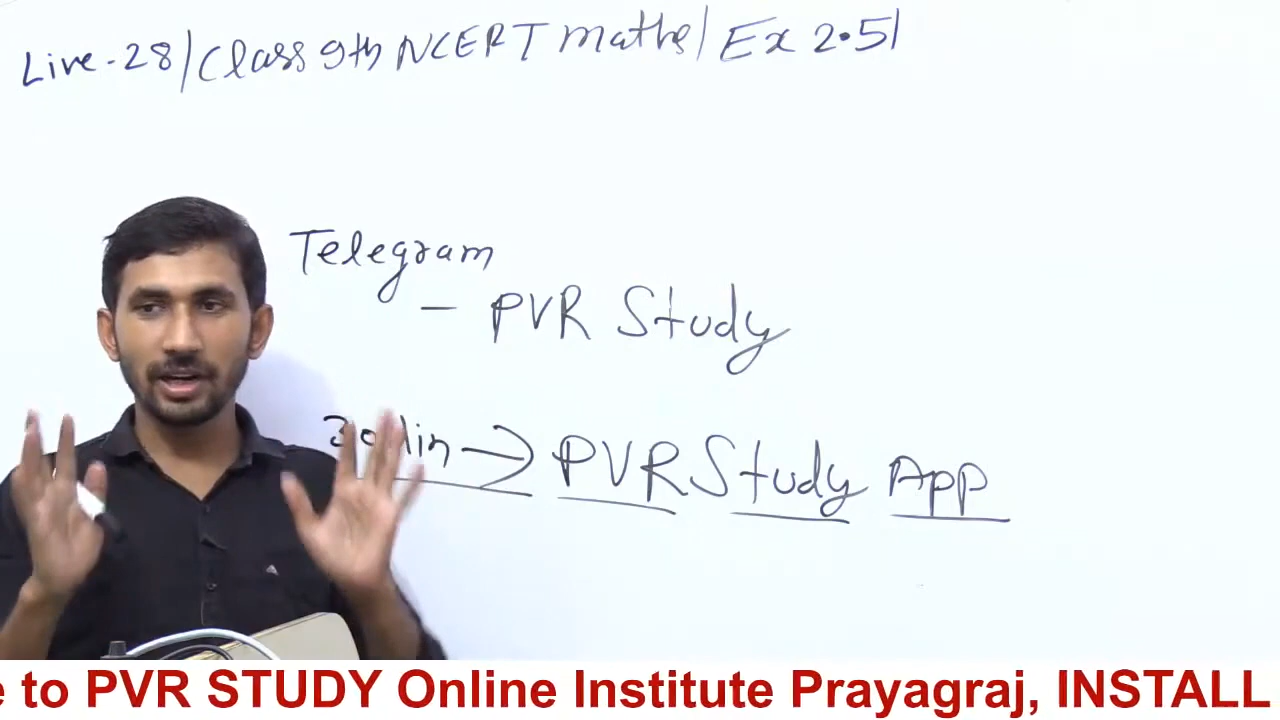 Live-28/Class 9th NCERT maths/Ex 2.5/
Telegram
- PVR Study
→ PVR Study App
e to PVR STUDY Online Institute Prayagraj, INSTALL